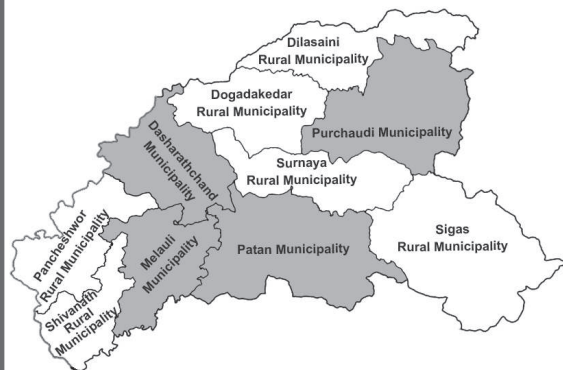 Dilasaini
Rural Municipality
Dogadakedar
Rural Municipality
Purchaudi Municipality
Dasharathchand
Municipality
Surnaya
Rural Municipality
Pancheshwor
Rural Municipality
Melauli
Municipality
Patan Municipality
Sigas
Rural Municipality
Shivanath
Rural
Municipality